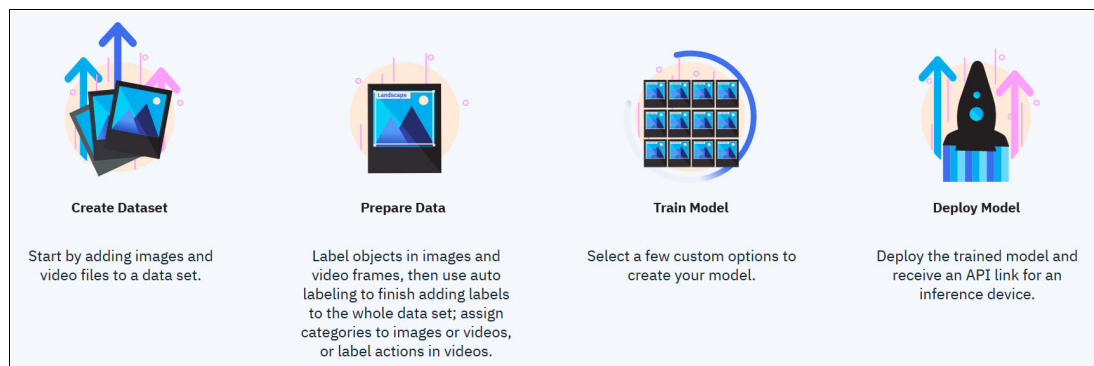 Landscape
Create Dataset
Start by adding images and
video files to a data set.
Prepare Data
Label objects in images and
video frames, then use auto
labeling to finish adding labels
to the whole data set; assign
categories to images or videos,
or label actions in videos.
Train Model
Select a few custom options to
create your model.
Deploy Model
Deploy the trained model and
receive an API link for an
inference device.